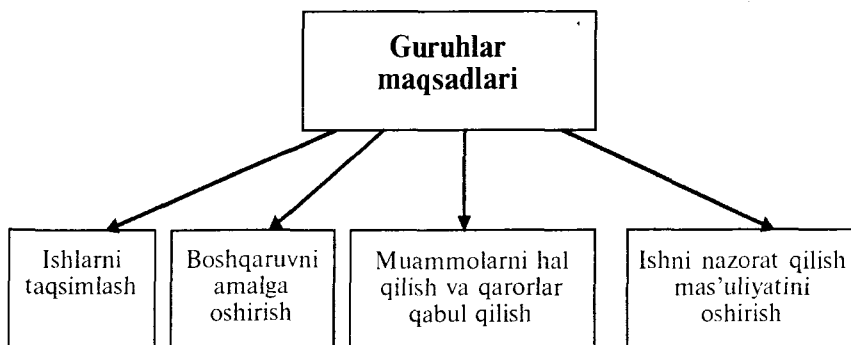 Guruhlar
maqsadlari
Ishlarni
taqsimlash
Boshqaruvni
amalga
oshirish
Muammolarni hal
qilish va qarorlar
qabul qilish
Ishni nazorat qilish
mas'uliyatini
oshirish